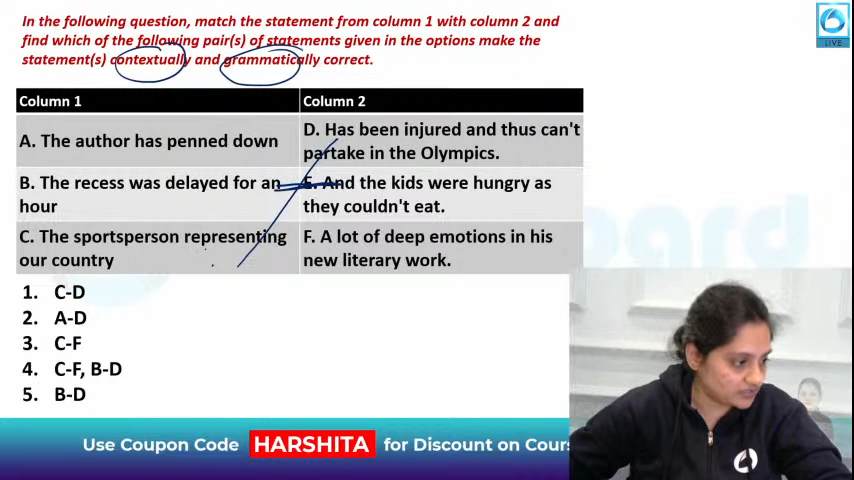 In the following question, match the statement from column 1 with column 2 and
find which of the following pair(s) of statements given in the options make the
statement(s) contextually and grammatically correct.
LIVE
Column 1
Column 2
A. The author has penned down
D. Has been injured and thus can't
partake in the Olympics.
B. The recess was delayed for an
hour
E. And the kids were hungry as
they couldn't eat.
C. The sportsperson representing
our country
F. A lot of deep emotions in his
new literary work.
1. C-D
2. A-D
3. C-F
4. C-F, B-D
5. B-D
Use Coupon Code HARSHITA for Discount on Cours